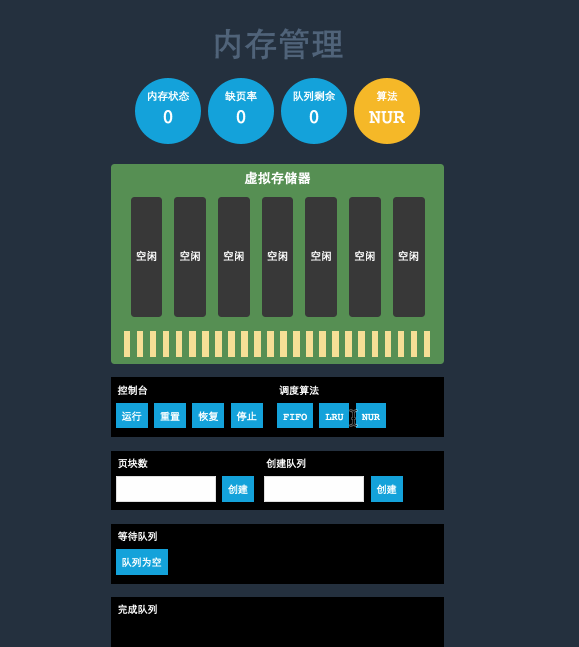 内存管理
内存状态 缺页率 队列剩余 算法
0 0 0 NUR
虚拟存储器
空闲 空闲 空闲 空闲 空闲 空闲 空闲
控制台 调度算法
运行 重置 恢复 停止 FIFO LRU NUR
页块数 创建队列
创建 创建
等待队列
队列为空
完成队列